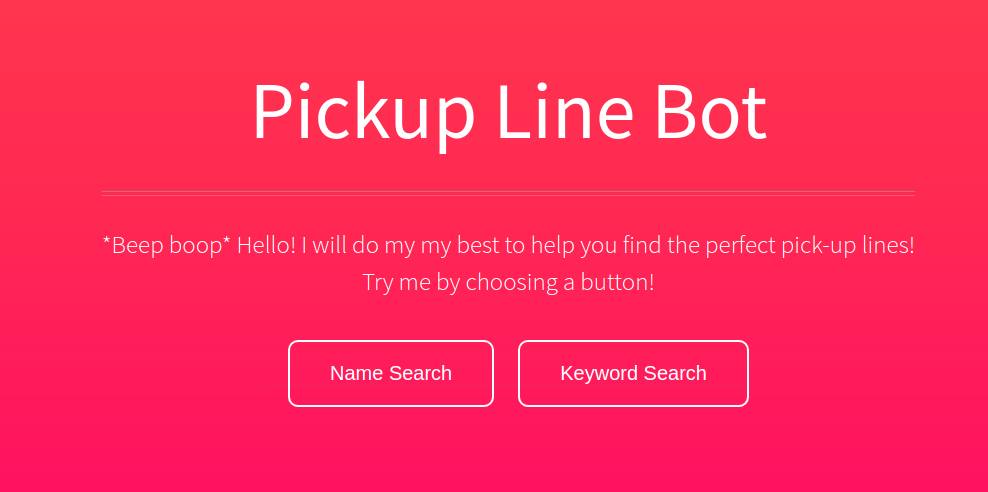 Pickup Line Bot
*Beep boop* Hello! I will do my my best to help you find the perfect pick-up lines!
Try me by choosing a button!
Name Search
Keyword Search